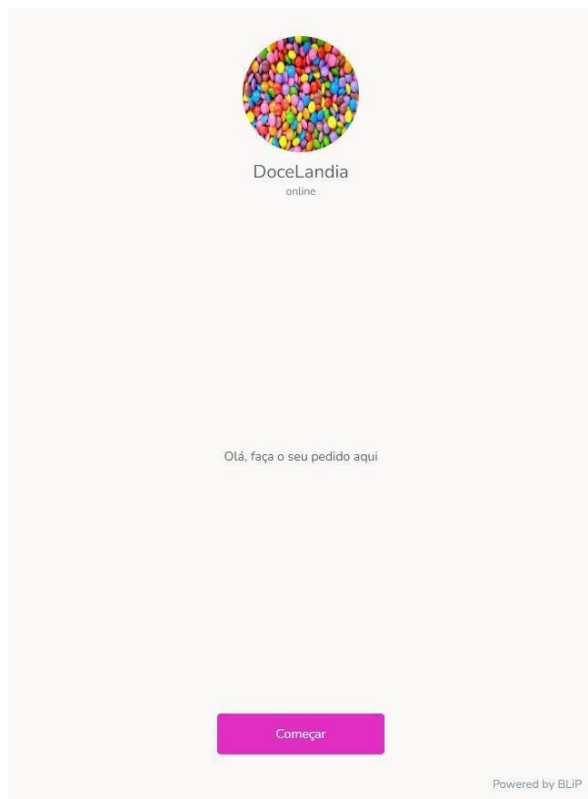 DoceLandia
online
Olá, faça o seu pedido aqui
Começar
Powered by BLiP